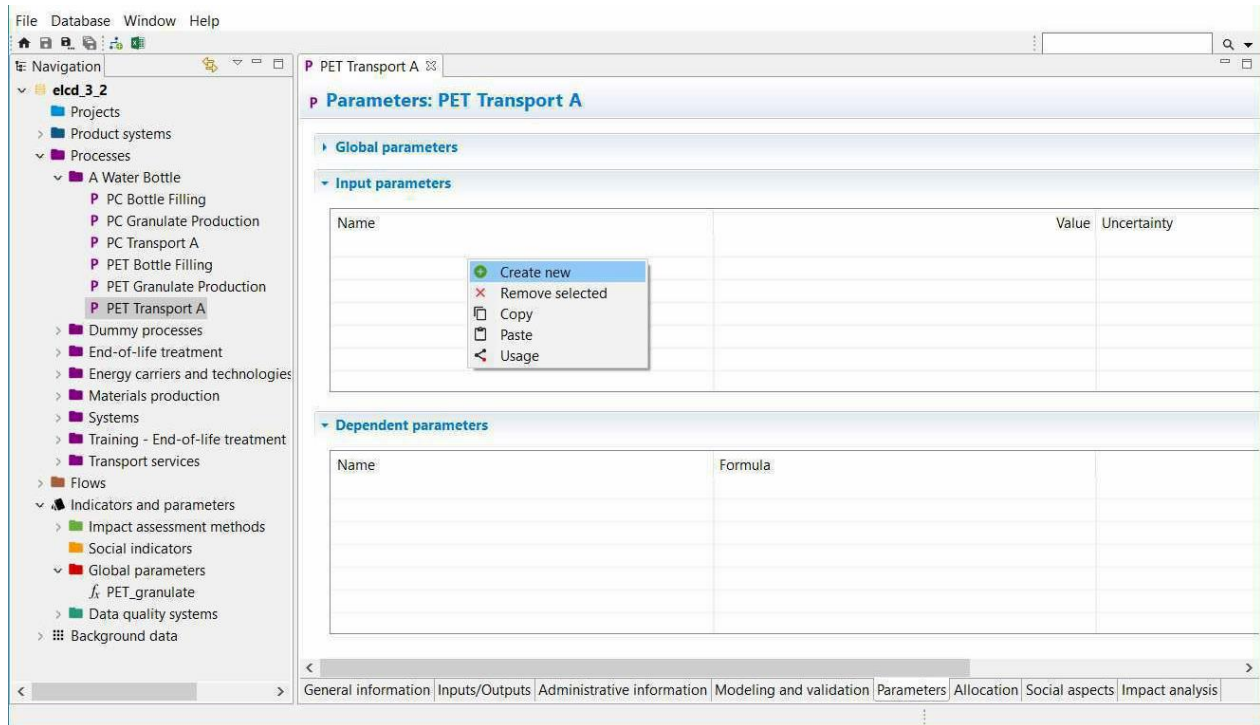 File Database Window Help
Navigation
elcd_3_2
Projects
Product systems
Processes
A Water Bottle
P PC Bottle Filling
P PC Granulate Production
P PC Transport A
P PET Bottle Filling
P PET Granulate Production
P PET Transport A
Dummy processes
End-of-life treatment
Energy carriers and technologies
Materials production
Systems
Training - End-of-life treatment
Transport services
Flows
Indicators and parameters
Impact assessment methods
Social indicators
Global parameters
fx PET_granulate
Data quality systems
Background data
P PET Transport A
P Parameters: PET Transport A
Global parameters
Input parameters
Name Value Uncertainty
Create new
Remove selected
Copy
Paste
Usage
Dependent parameters
Name Formula
General information Inputs/Outputs Administrative information Modeling and validation Parameters Allocation Social aspects Impact analysis